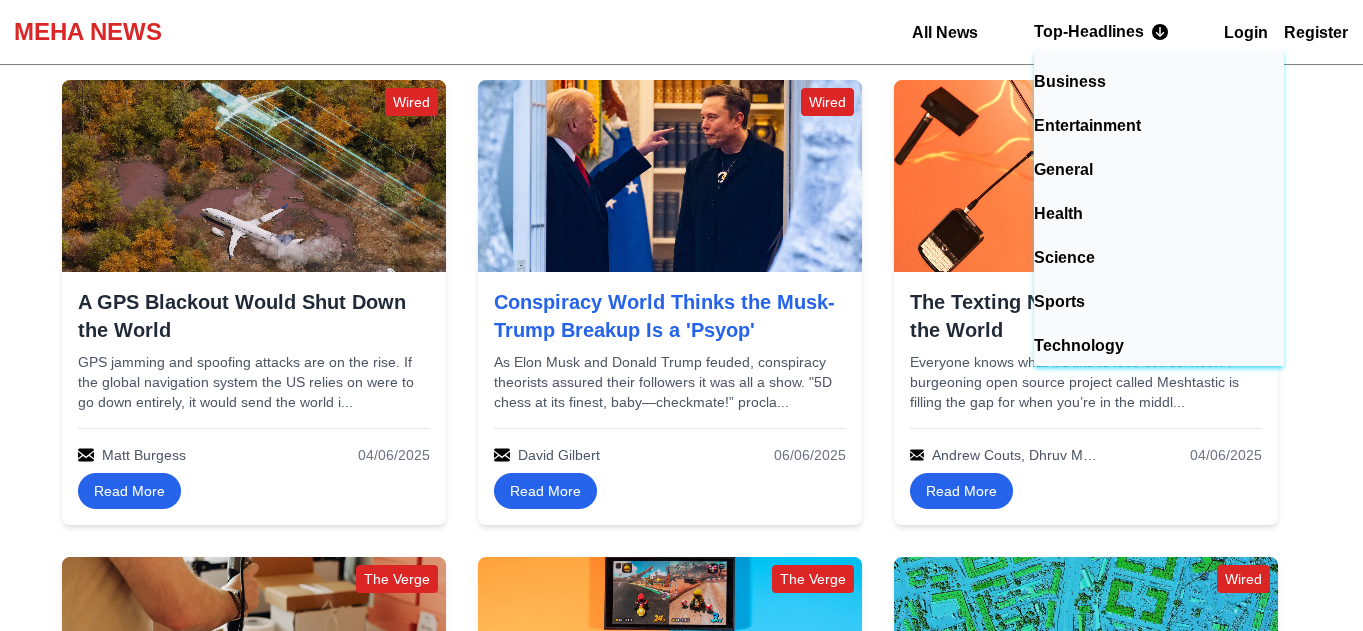 MEHA NEWS
All News
Top-Headlines
Login
Register
Business
Entertainment
General
Health
Science
Sports
Technology
Wired
A GPS Blackout Would Shut Down
the World
GPS jamming and spoofing attacks are on the rise. If
the global navigation system the US relies on were to
go down entirely, it would send the world i...
Matt Burgess
04/06/2025
Read More
Wired
Conspiracy World Thinks the Musk-
Trump Breakup Is a 'Psyop'
As Elon Musk and Donald Trump feuded, conspiracy
theorists assured their followers it was all a show. "5D
chess at its finest, baby—checkmate!” procla...
David Gilbert
06/06/2025
Read More
The Texting
the World
Everyone knows
burgeoning open source project called Meshtastic is
filling the gap for when you’re in the middl...
Andrew Couts, Dhruv M…
04/06/2025
Read More
The Verge
The Verge
Wired